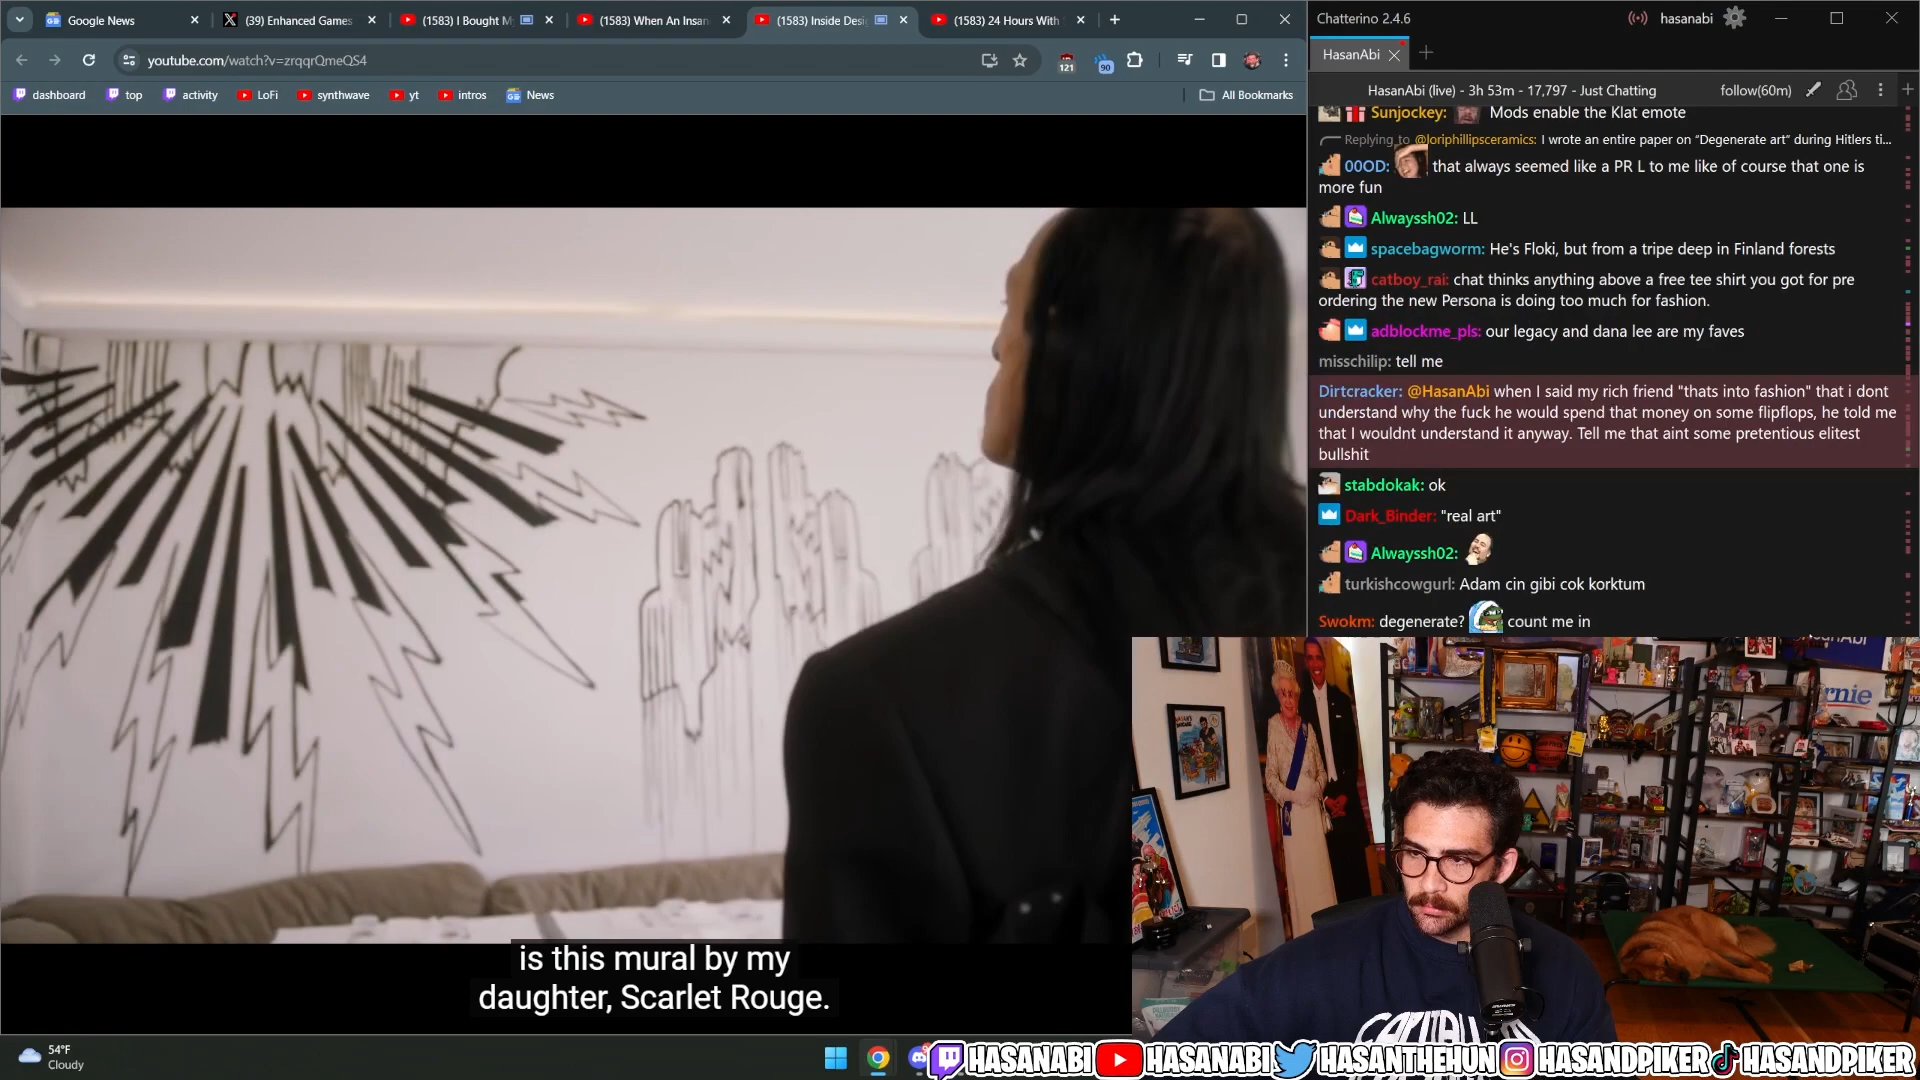 Google News
(39) Enhanced Games
(1583) I Bought M
(1583) When An Insan
(1583) Inside Desi
(1583) 24 Hours With
youtube.com/watch?v=zrqqrQmeQS4
121
90
dashboard
top
activity
LoFi
synthwave
yt
intros
News
All Bookmarks
is this mural by my
daughter, Scarlet Rouge.
Chatterino 2.4.6
hasanabi
HasanAbi
HasanAbi (live) - 3h 53m - 17,797 - Just Chatting
follow(60m)
Sunjockey: Mods enable the Klat emote
Replying to @loriphillipsceramics: I wrote an entire paper on “Degenerate art” during Hitlers ti...
00OD: that always seemed like a PR L to me like of course that one is
more fun
Alwayssh02: LL
spacebagworm: He's Floki, but from a tripe deep in Finland forests
catboy_rai: chat thinks anything above a free tee shirt you got for pre
ordering the new Persona is doing too much for fashion.
adblockme_pls: our legacy and dana lee are my faves
misschilip: tell me
Dirtcracker: @HasanAbi when I said my rich friend "thats into fashion" that i dont
understand why the fuck he would spend that money on some flipflops, he told me
that I wouldnt understand it anyway. Tell me that aint some pretentious elitest
bullshit
stabdokak: ok
Dark_Binder: "real art"
Alwayssh02:
turkishcowgurl: Adam cin gibi cok korktum
Swokm: degenerate? count me in
54°F
Cloudy
HASANABI
HASANABI
HASANTHEHUN
HASANDPIKER
HASANDPIKER